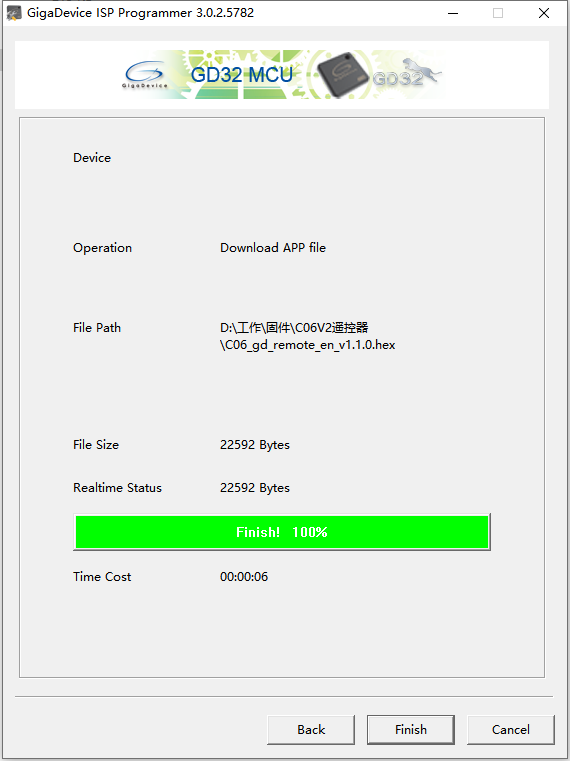 GigaDevice ISP Programmer 3.0.2.5782
GigaDevice
GD32 MCU
GD32
Device
Operation Download APP file
File Path D:\工作\固件\C06V2遥控器
\C06_gd_remote_en_v1.1.0.hex
File Size 22592 Bytes
Realtime Status 22592 Bytes
Finish! 100%
Time Cost 00:00:06
Back Finish Cancel